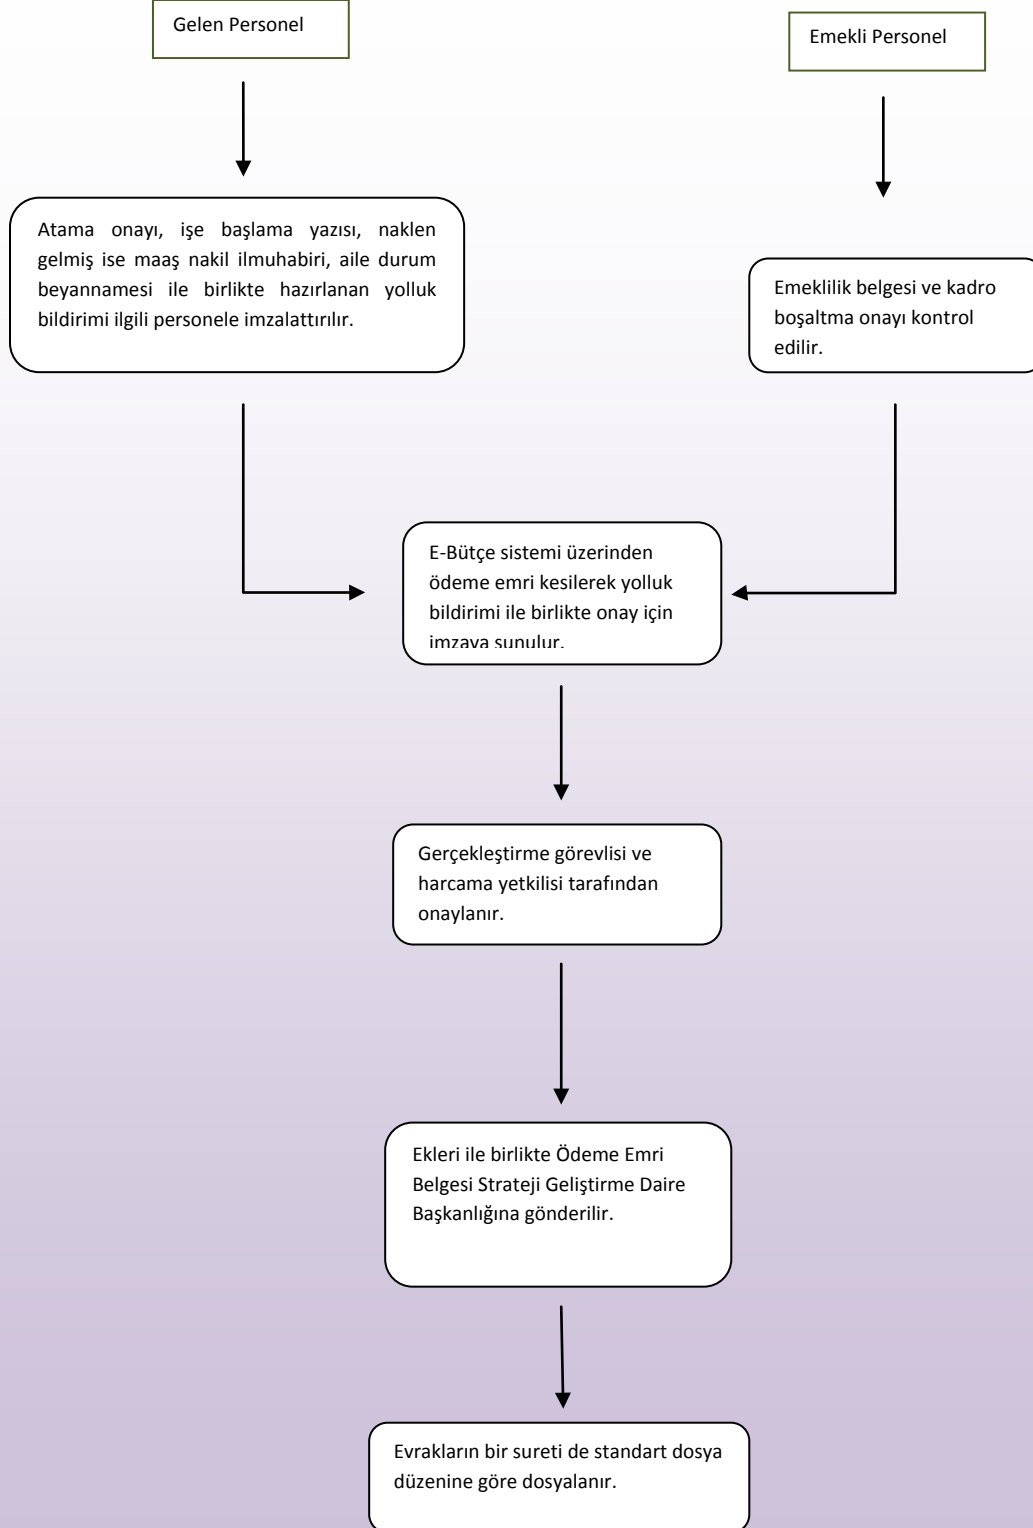 Gelen Personel
Emekli Personel
Atama onayı, işe başlama yazısı, naklen
gelmiş ise maaş nakil ilmuhabiri, aile durum
beyannamesi ile birlikte hazırlanan yolluk
bildirimi ilgili personele imzalattırılır.
Emeklilik belgesi ve kadro
boşaltma onayı kontrol
edilir.
E-Bütçe sistemi üzerinden
ödeme emri kesilerek yolluk
bildirimi ile birlikte onay için
imzaya sunulur.
Gerçekleştirme görevlisi ve
harcama yetkilisi tarafından
onaylanır.
Ekleri ile birlikte Ödeme Emri
Belgesi Strateji Geliştirme Daire
Başkanlığına gönderilir.
Evrakların bir sureti de standart dosya
düzenine göre dosyalanır.